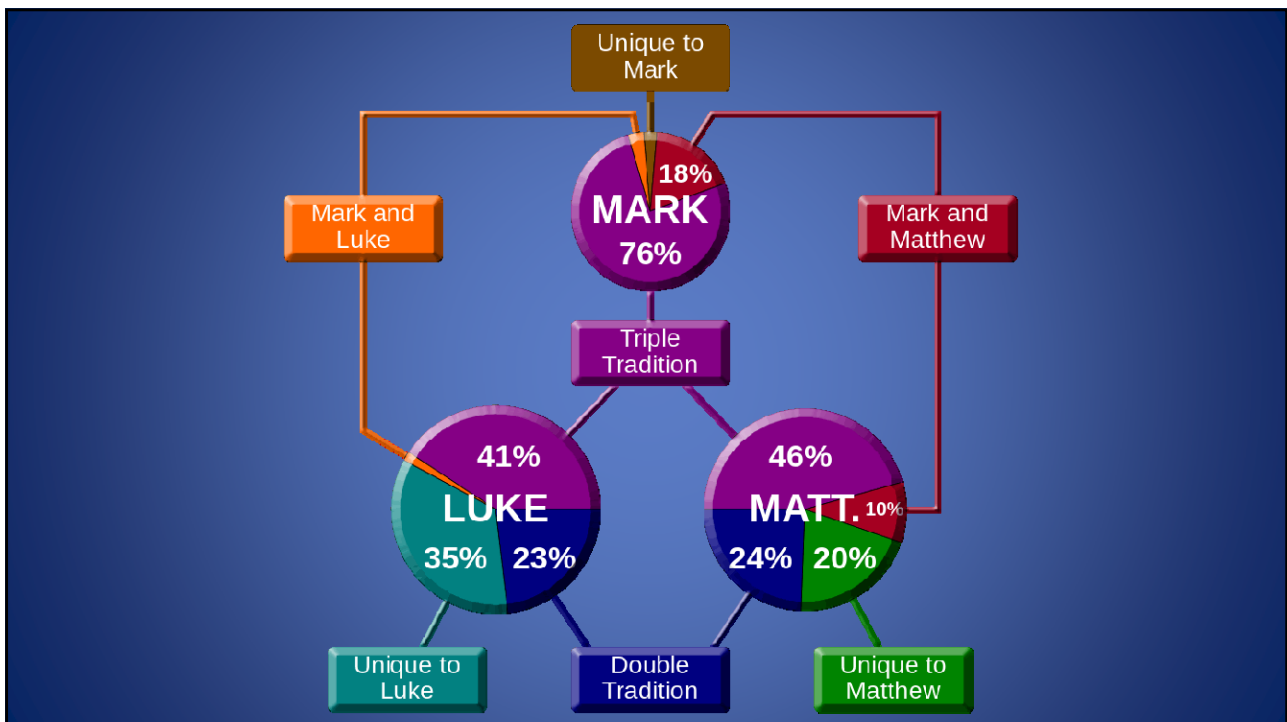 Unique to
Mark
18%
MARK
76%
Mark and
Luke
Mark and
Matthew
Triple
Tradition
41%
LUKE
35%
23%
46%
MATT.
10%
24%
20%
Unique to
Luke
Double
Tradition
Unique to
Matthew